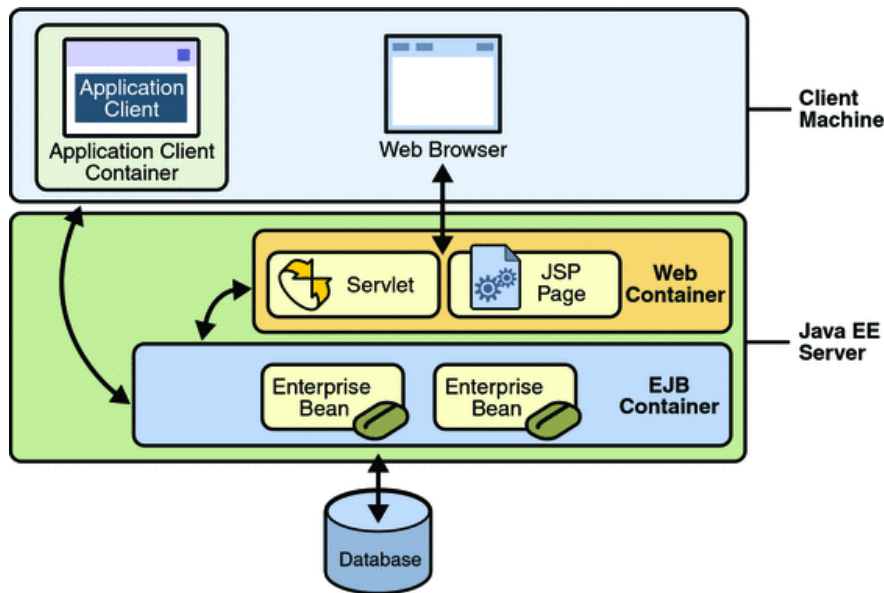 Application
Client
Application Client
Container
Web Browser
Client
Machine
Servlet
JSP
Page
Web
Container
Java EE
Server
Enterprise
Bean
Enterprise
Bean
EJB
Container
Database